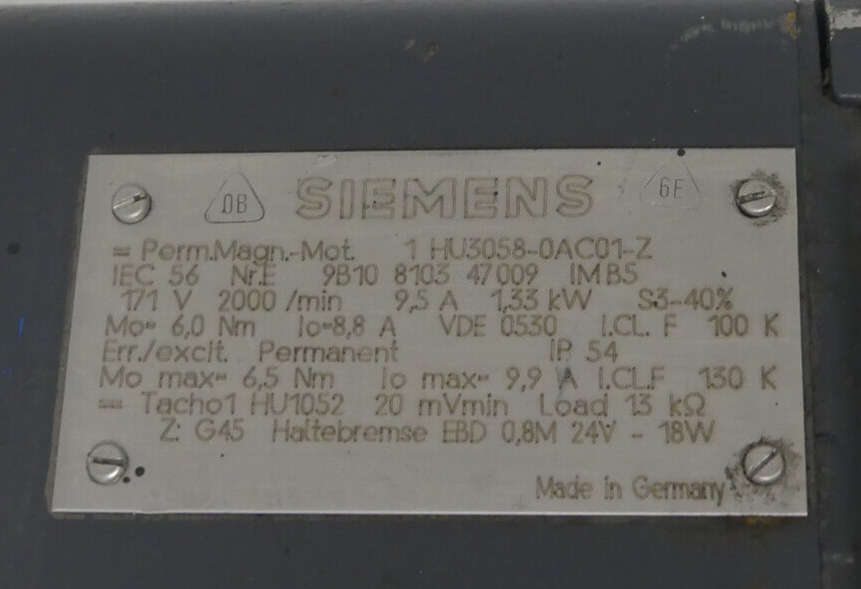 DB SIEMENS 6E
= Perm.Magn.-Mot. 1 HU3058-0AC01-Z
IEC 56 Nr.E 9B10 8103 47009 IM B5
171 V 2000 /min 9,5 A 1,33 kW S3-40%
Mo= 6,0 Nm Io=8,8 A VDE 0530 I.CL. F 100 K
Err./excit. Permanent IP 54
Mo max= 6,5 Nm Io max= 9,9 A I.CL.F 130 K
= Tacho1 HU1052 20 mVmin Load 13 kΩ
Z: G45 Haltebremse EBD 0,8M 24V - 18W
Made in Germany